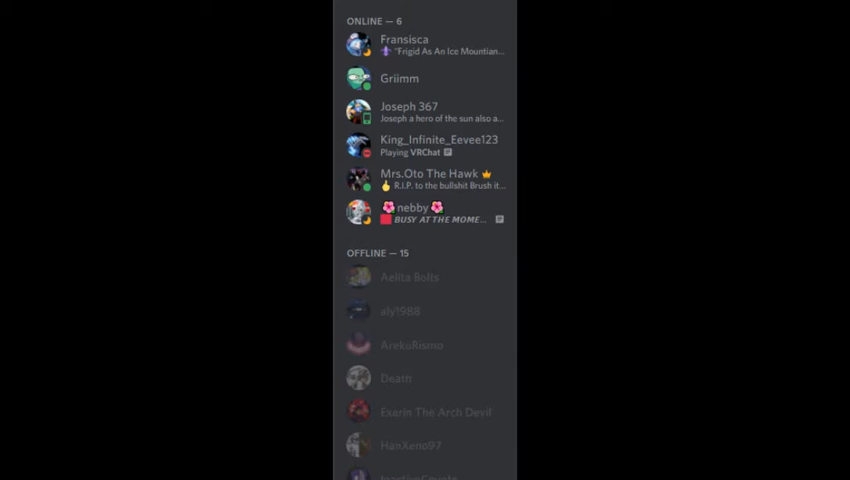 ONLINE — 6
Fransisca
"Frigid As An Ice Mountian...
Griimm
Joseph 367
Joseph a hero of the sun also a...
King_Infinite_Eevee123
Playing VRChat
Mrs.Oto The Hawk
R.I.P. to the bullshit Brush it...
nebby
BUSY AT THE MOME...
OFFLINE — 15
Aelita Bolts
aly1988
ArekuRismo
Death
Exerin The Arch Devil
HanXeno97